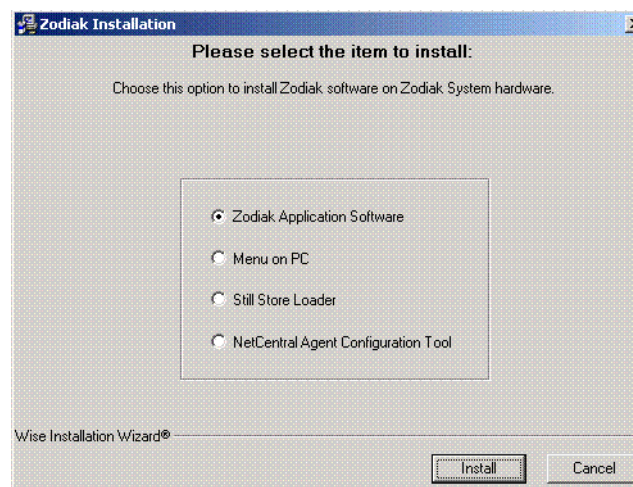 Zodiak Installation
Please select the item to install:
Choose this option to install Zodiak software on Zodiak System hardware.
Zodiak Application Software
Menu on PC
Still Store Loader
NetCentral Agent Configuration Tool
Wise Installation Wizard®
Install
Cancel